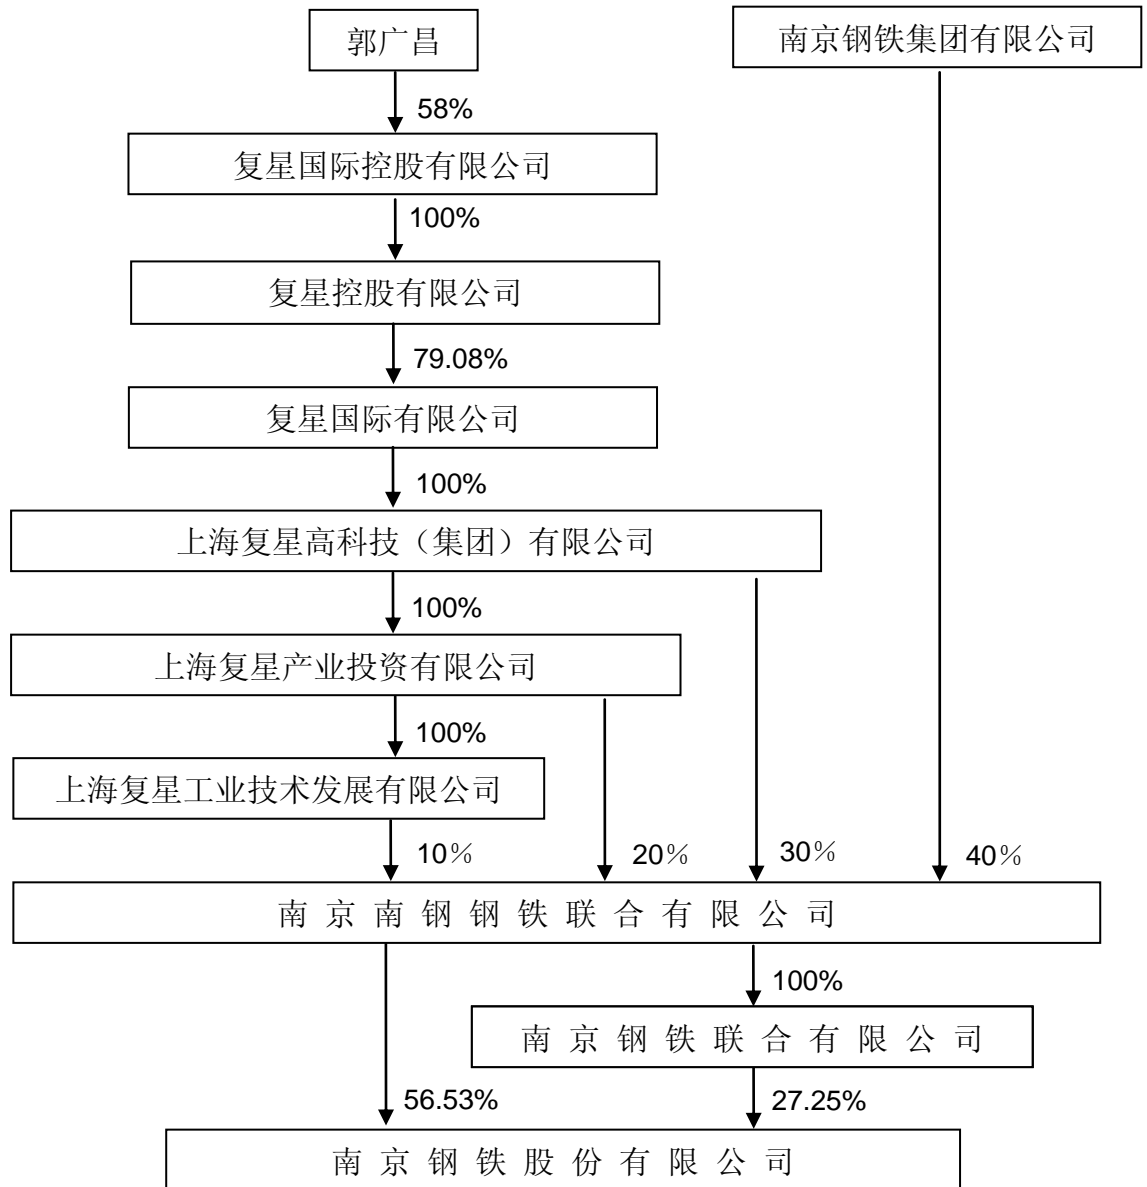 郭广昌
南京钢铁集团有限公司
58%
复星国际控股有限公司
100%
复星控股有限公司
79.08%
复星国际有限公司
100%
上海复星高科技（集团）有限公司
100%
上海复星产业投资有限公司
100%
上海复星工业技术发展有限公司
10％
20％
30％
40％
南京南钢钢铁联合有限公司
100%
南京钢铁联合有限公司
56.53%
27.25%
南京钢铁股份有限公司